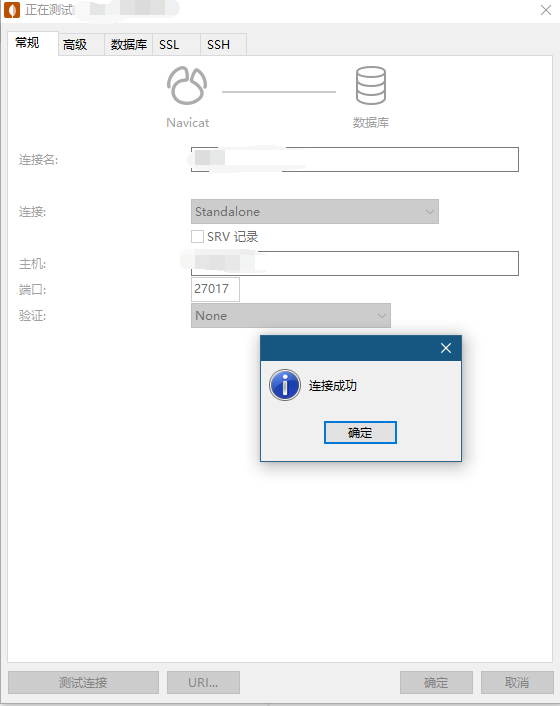 正在测试
常规 高级 数据库 SSL SSH
Navicat 数据库
连接名:
连接: Standalone
SRV 记录
主机:
端口: 27017
验证: None
连接成功
确定
测试连接 URI... 确定 取消